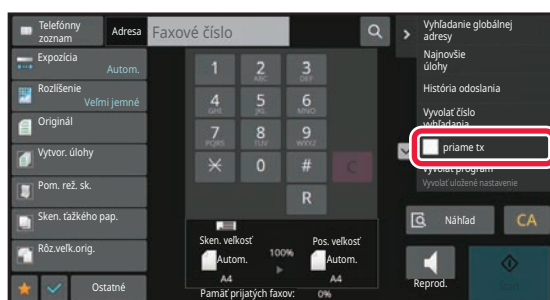 Telefónny
zoznam
Adresa
Faxové číslo
Expozícia
Autom.
Rozlíšenie
Veľmi jemné
Originál
Vytvor. úlohy
Pom. rež. sk.
Sken. ťažkého pap.
Rôz.veľk.orig.
Ostatné
1
2
ABC
3
DEF
4
GHI
5
JKL
6
MNO
7
PQRS
8
TUV
9
WXYZ
0
#
C
R
Sken. veľkosť
Autom.
A4
100%
Pos. veľkosť
Autom.
A4
Pamäť prijatých faxov: 0%
Vyhľadanie globálnej
adresy
Najnovšie
úlohy
História odoslania
Vyvolať číslo
vyhľadania
priame tx
Vyvolať program
Vyvolať uložené nastavenie
Náhľad
CA
Reprod.
Štart